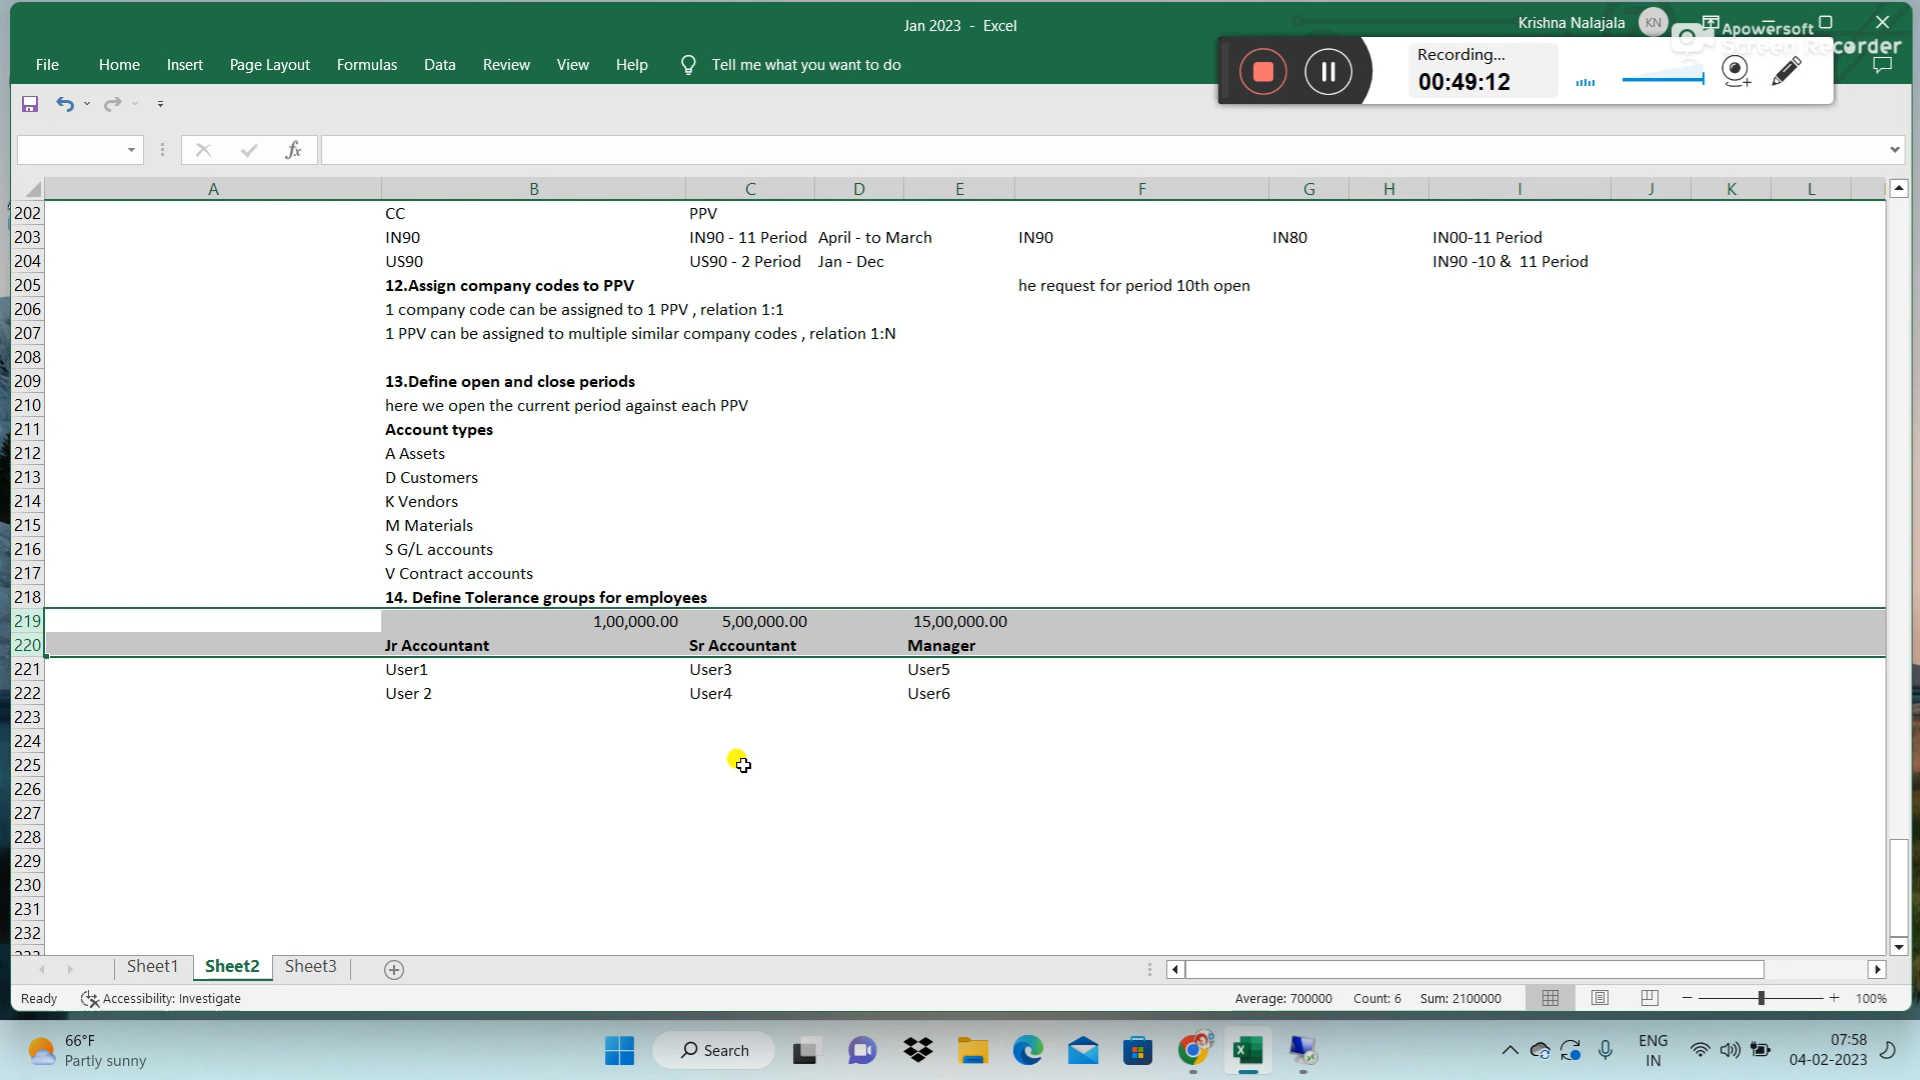 Jan 2023 - Excel
Krishna Nalajala KN
Apowersoft
Screen Recorder
File Home Insert Page Layout Formulas Data Review View Help Tell me what you want to do
Recording...
00:49:12
fx
A B C D E F G H I J K L
202 CC PPV
203 IN90 IN90 - 11 Period April - to March IN90 IN80 IN00-11 Period
204 US90 US90 - 2 Period Jan - Dec IN90 -10 & 11 Period
205 12.Assign company codes to PPV he request for period 10th open
206 1 company code can be assigned to 1 PPV , relation 1:1
207 1 PPV can be assigned to multiple similar company codes , relation 1:N
208
209 13.Define open and close periods
210 here we open the current period against each PPV
211 Account types
212 A Assets
213 D Customers
214 K Vendors
215 M Materials
216 S G/L accounts
217 V Contract accounts
218 14. Define Tolerance groups for employees
219 1,00,000.00 5,00,000.00 15,00,000.00
220 Jr Accountant Sr Accountant Manager
221 User1 User3 User5
222 User 2 User4 User6
223
224
225
226
227
228
229
230
231
232
Sheet1 Sheet2 Sheet3
Ready Accessibility: Investigate Average: 700000 Count: 6 Sum: 2100000 100%
66°F
Partly sunny
Search
ENG
IN
07:58
04-02-2023